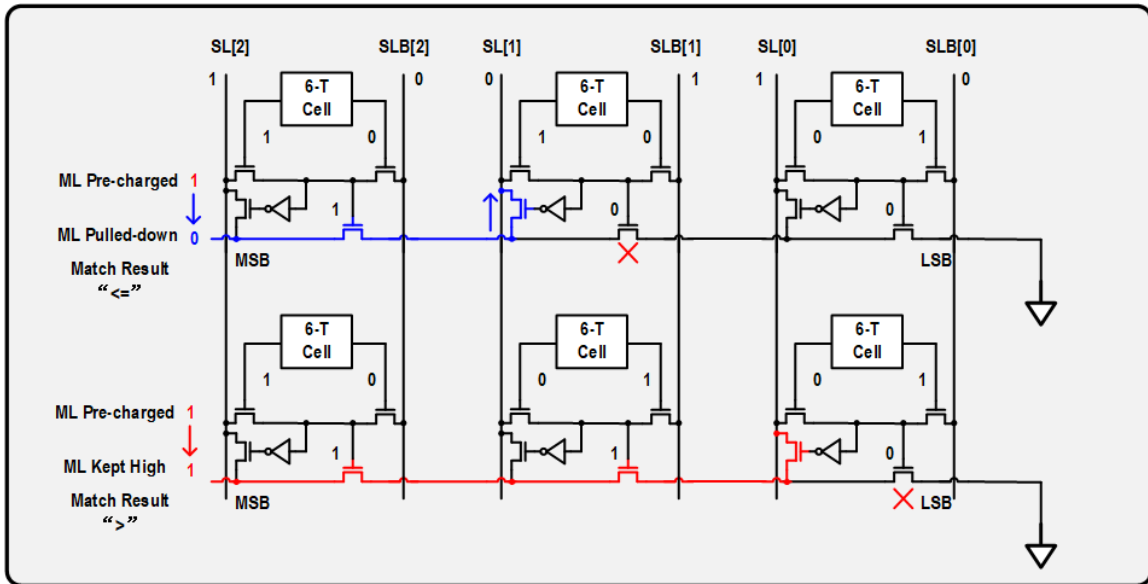 SL[2] SLB[2] SL[1] SLB[1] SL[0] SLB[0]
1 0 0 1 1 0
6-T Cell 6-T Cell 6-T Cell
1 0 1 0 0 1
ML Pre-charged 1
1 0 0
ML Pulled-down 0
MSB LSB
Match Result
“<=”
6-T Cell 6-T Cell 6-T Cell
1 0 0 1 0 1
ML Pre-charged 1
1 1 0
ML Kept High 1
MSB LSB
Match Result
“>”